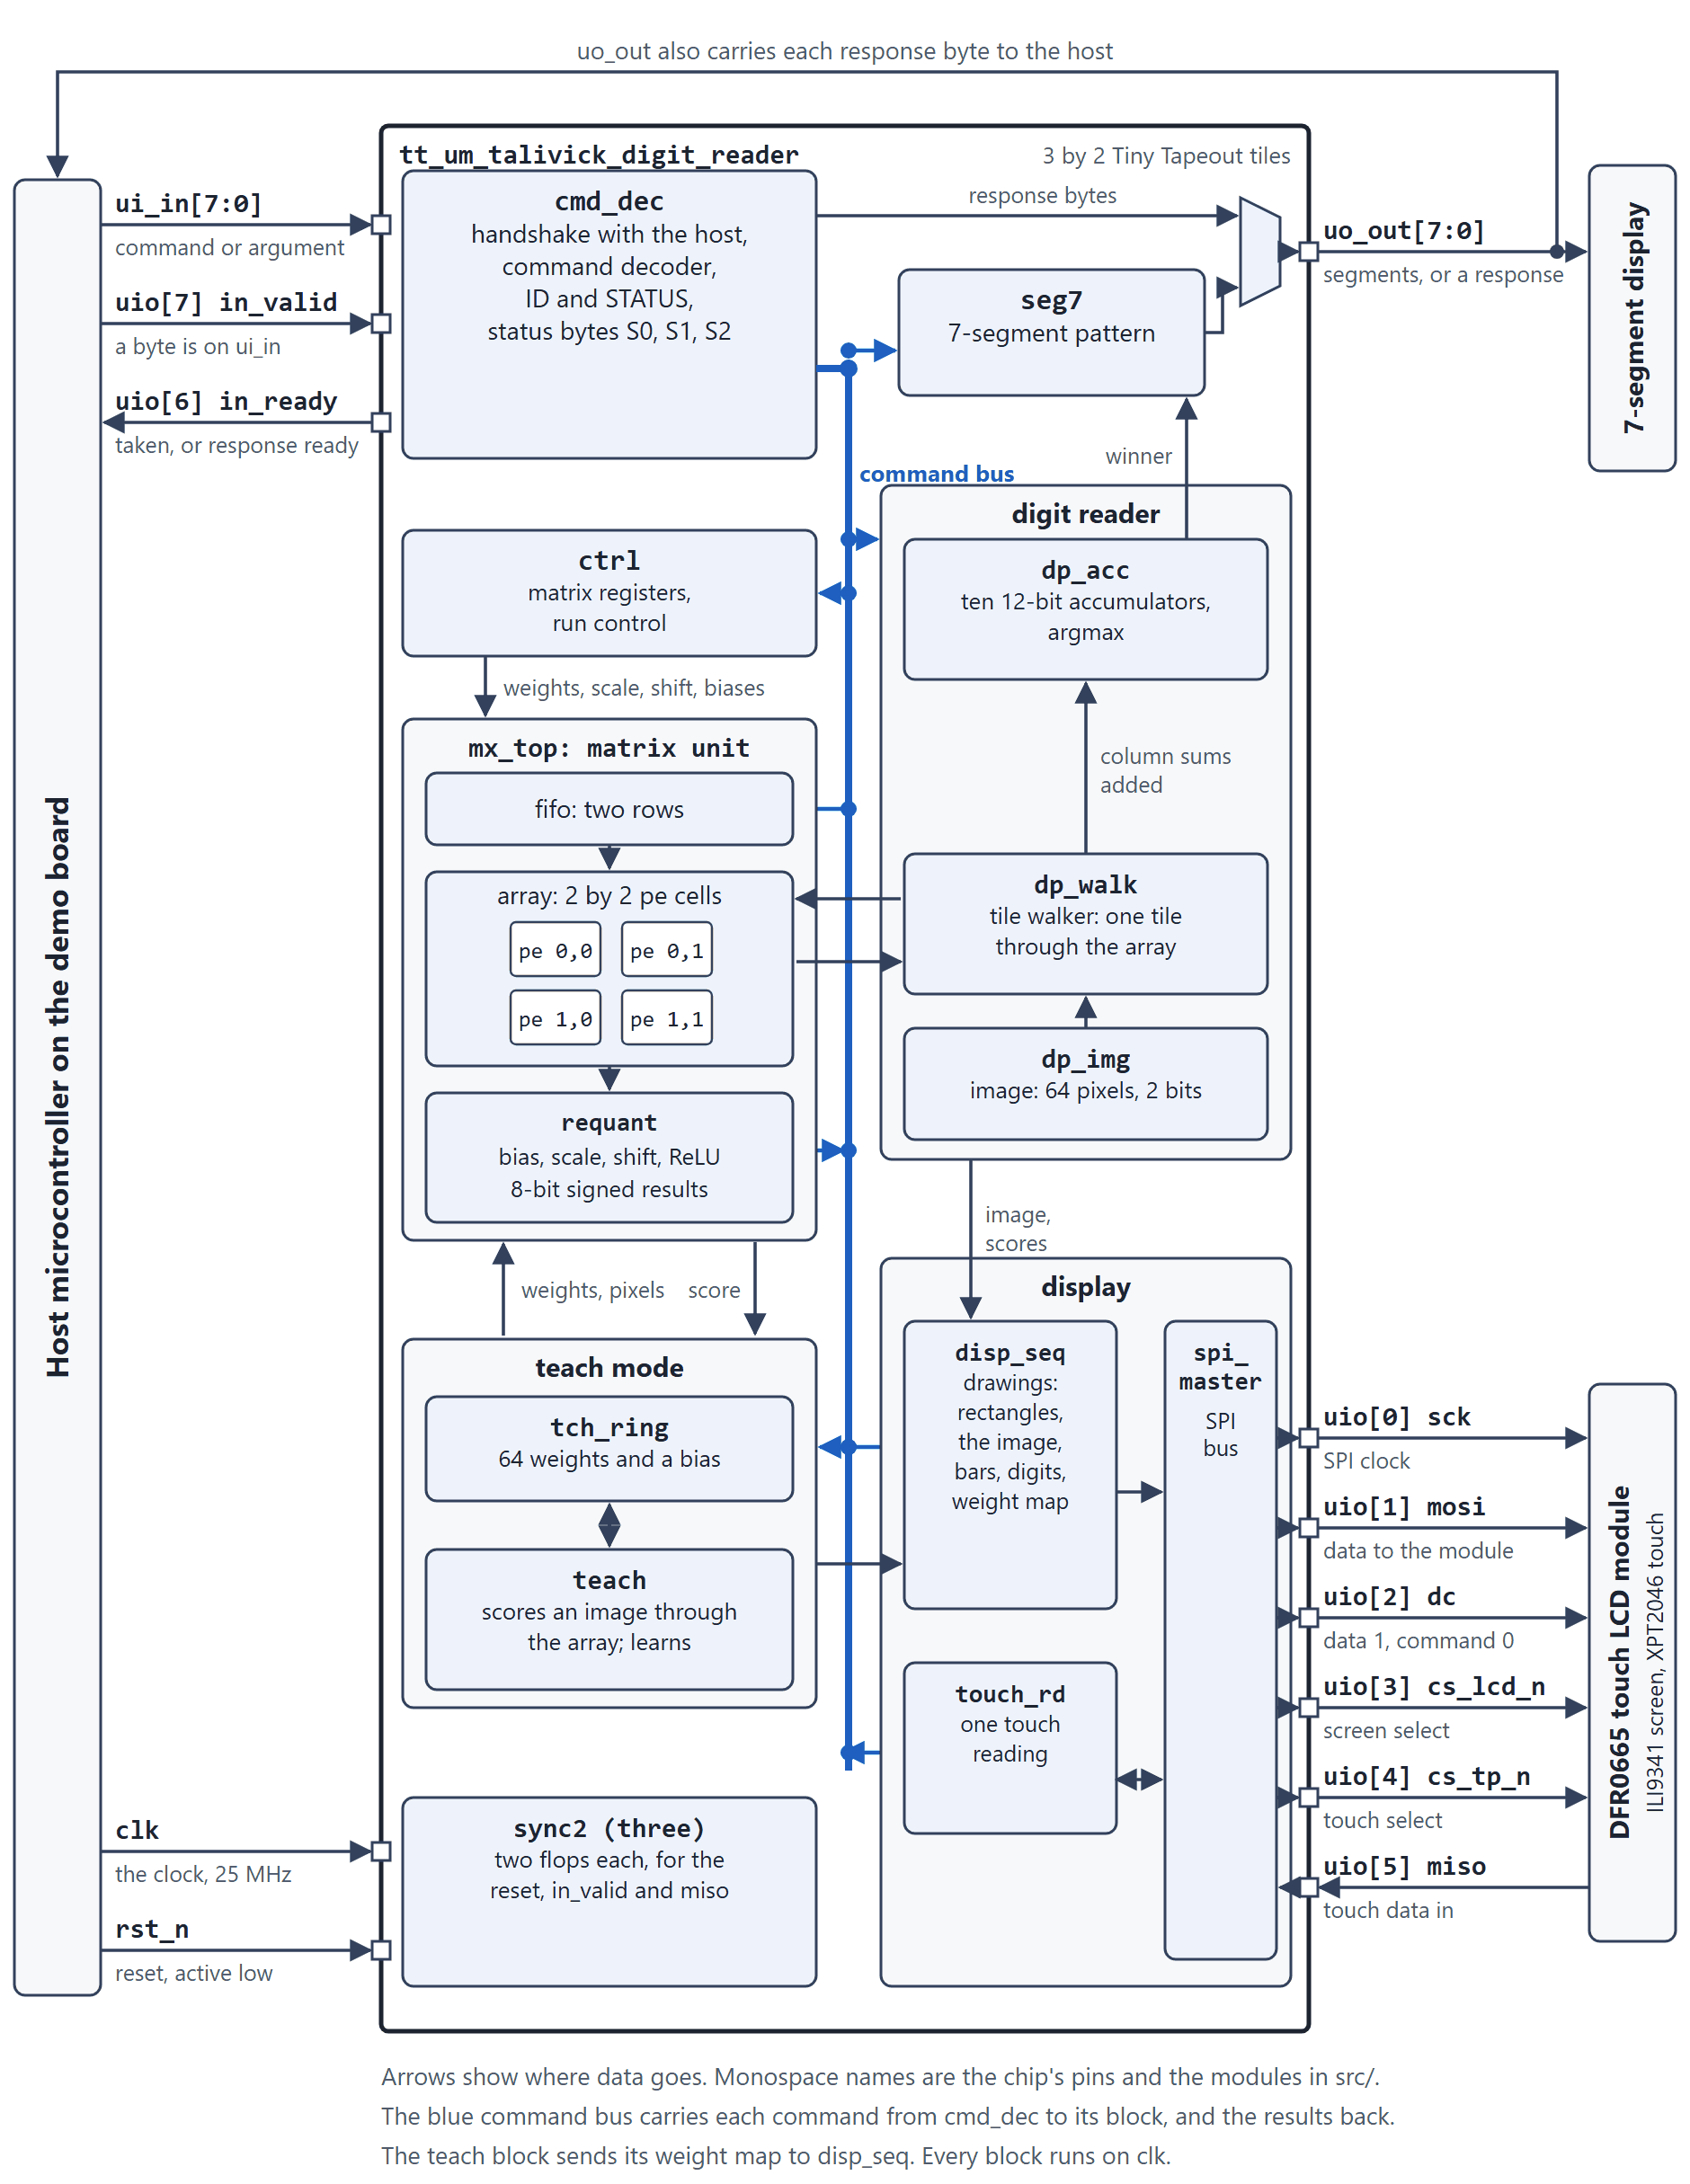 uo_out also carries each response byte to the host
tt_um_talivick_digit_reader
3 by 2 Tiny Tapeout tiles
Host microcontroller on the demo board
ui_in[7:0]
command or argument
uio[7] in_valid
a byte is on ui_in
uio[6] in_ready
taken, or response ready
cmd_dec
handshake with the host,
command decoder,
ID and STATUS,
status bytes S0, S1, S2
response bytes
seg7
7-segment pattern
uo_out[7:0]
segments, or a response
7-segment display
winner
command bus
ctrl
matrix registers,
run control
weights, scale, shift, biases
digit reader
dp_acc
ten 12-bit accumulators,
argmax
column sums
added
dp_walk
tile walker: one tile
through the array
dp_img
image: 64 pixels, 2 bits
mx_top: matrix unit
fifo: two rows
array: 2 by 2 pe cells
pe 0,0
pe 0,1
pe 1,0
pe 1,1
requant
bias, scale, shift, ReLU
8-bit signed results
weights, pixels
score
image,
scores
teach mode
tch_ring
64 weights and a bias
teach
scores an image through
the array; learns
display
disp_seq
drawings:
rectangles,
the image,
bars, digits,
weight map
spi_
master
SPI
bus
touch_rd
one touch
reading
uio[0] sck
SPI clock
uio[1] mosi
data to the module
uio[2] dc
data 1, command 0
uio[3] cs_lcd_n
screen select
uio[4] cs_tp_n
touch select
uio[5] miso
touch data in
DFR0665 touch LCD module
ILI9341 screen, XPT2046 touch
clk
the clock, 25 MHz
rst_n
reset, active low
sync2 (three)
two flops each, for the
reset, in_valid and miso
Arrows show where data goes. Monospace names are the chip's pins and the modules in src/.
The blue command bus carries each command from cmd_dec to its block, and the results back.
The teach block sends its weight map to disp_seq. Every block runs on clk.